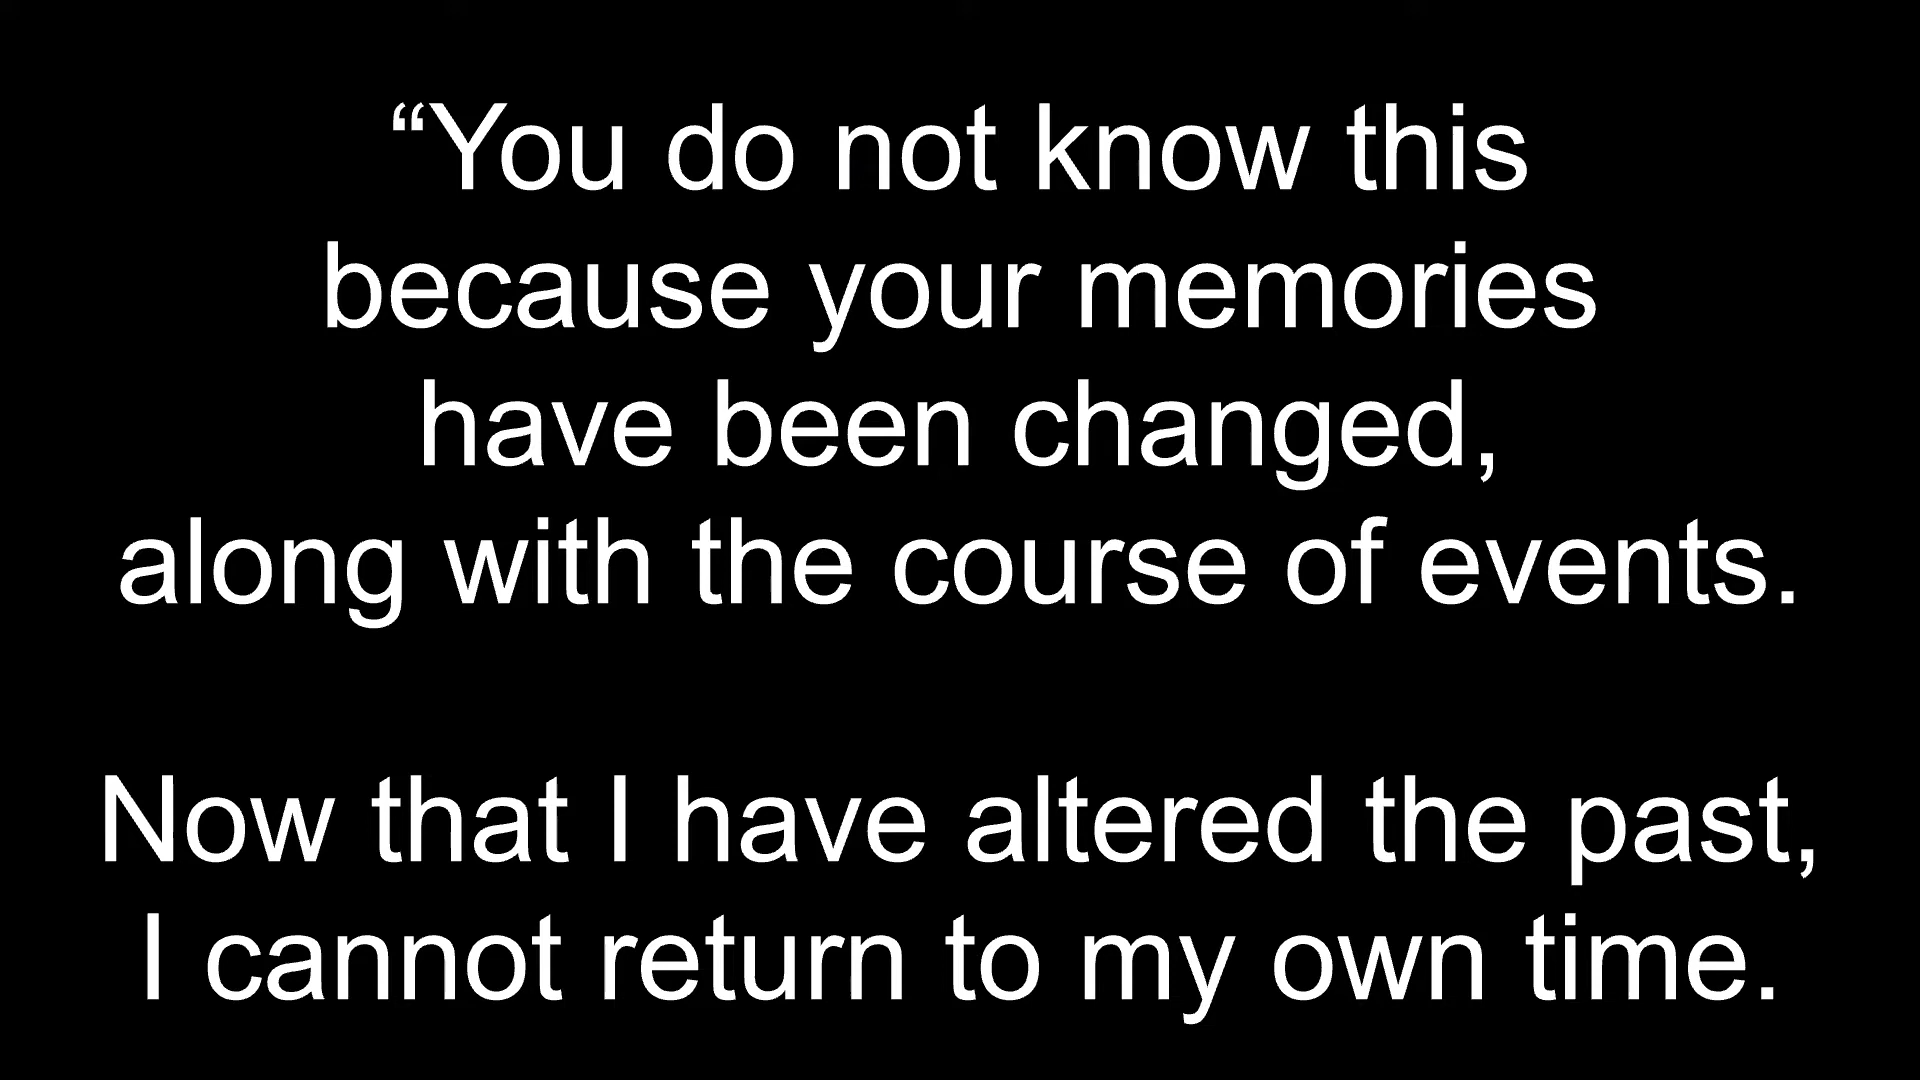 “You do not know this
because your memories
have been changed,
along with the course of events.
Now that I have altered the past,
I cannot return to my own time.